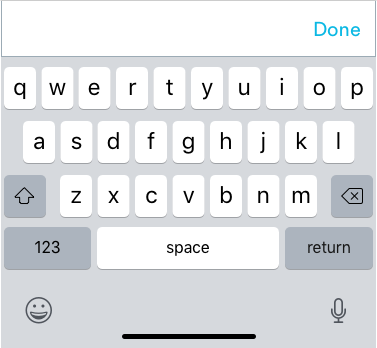 Done
q w e r t y u i o p
a s d f g h j k l
z x c v b n m
123 space return